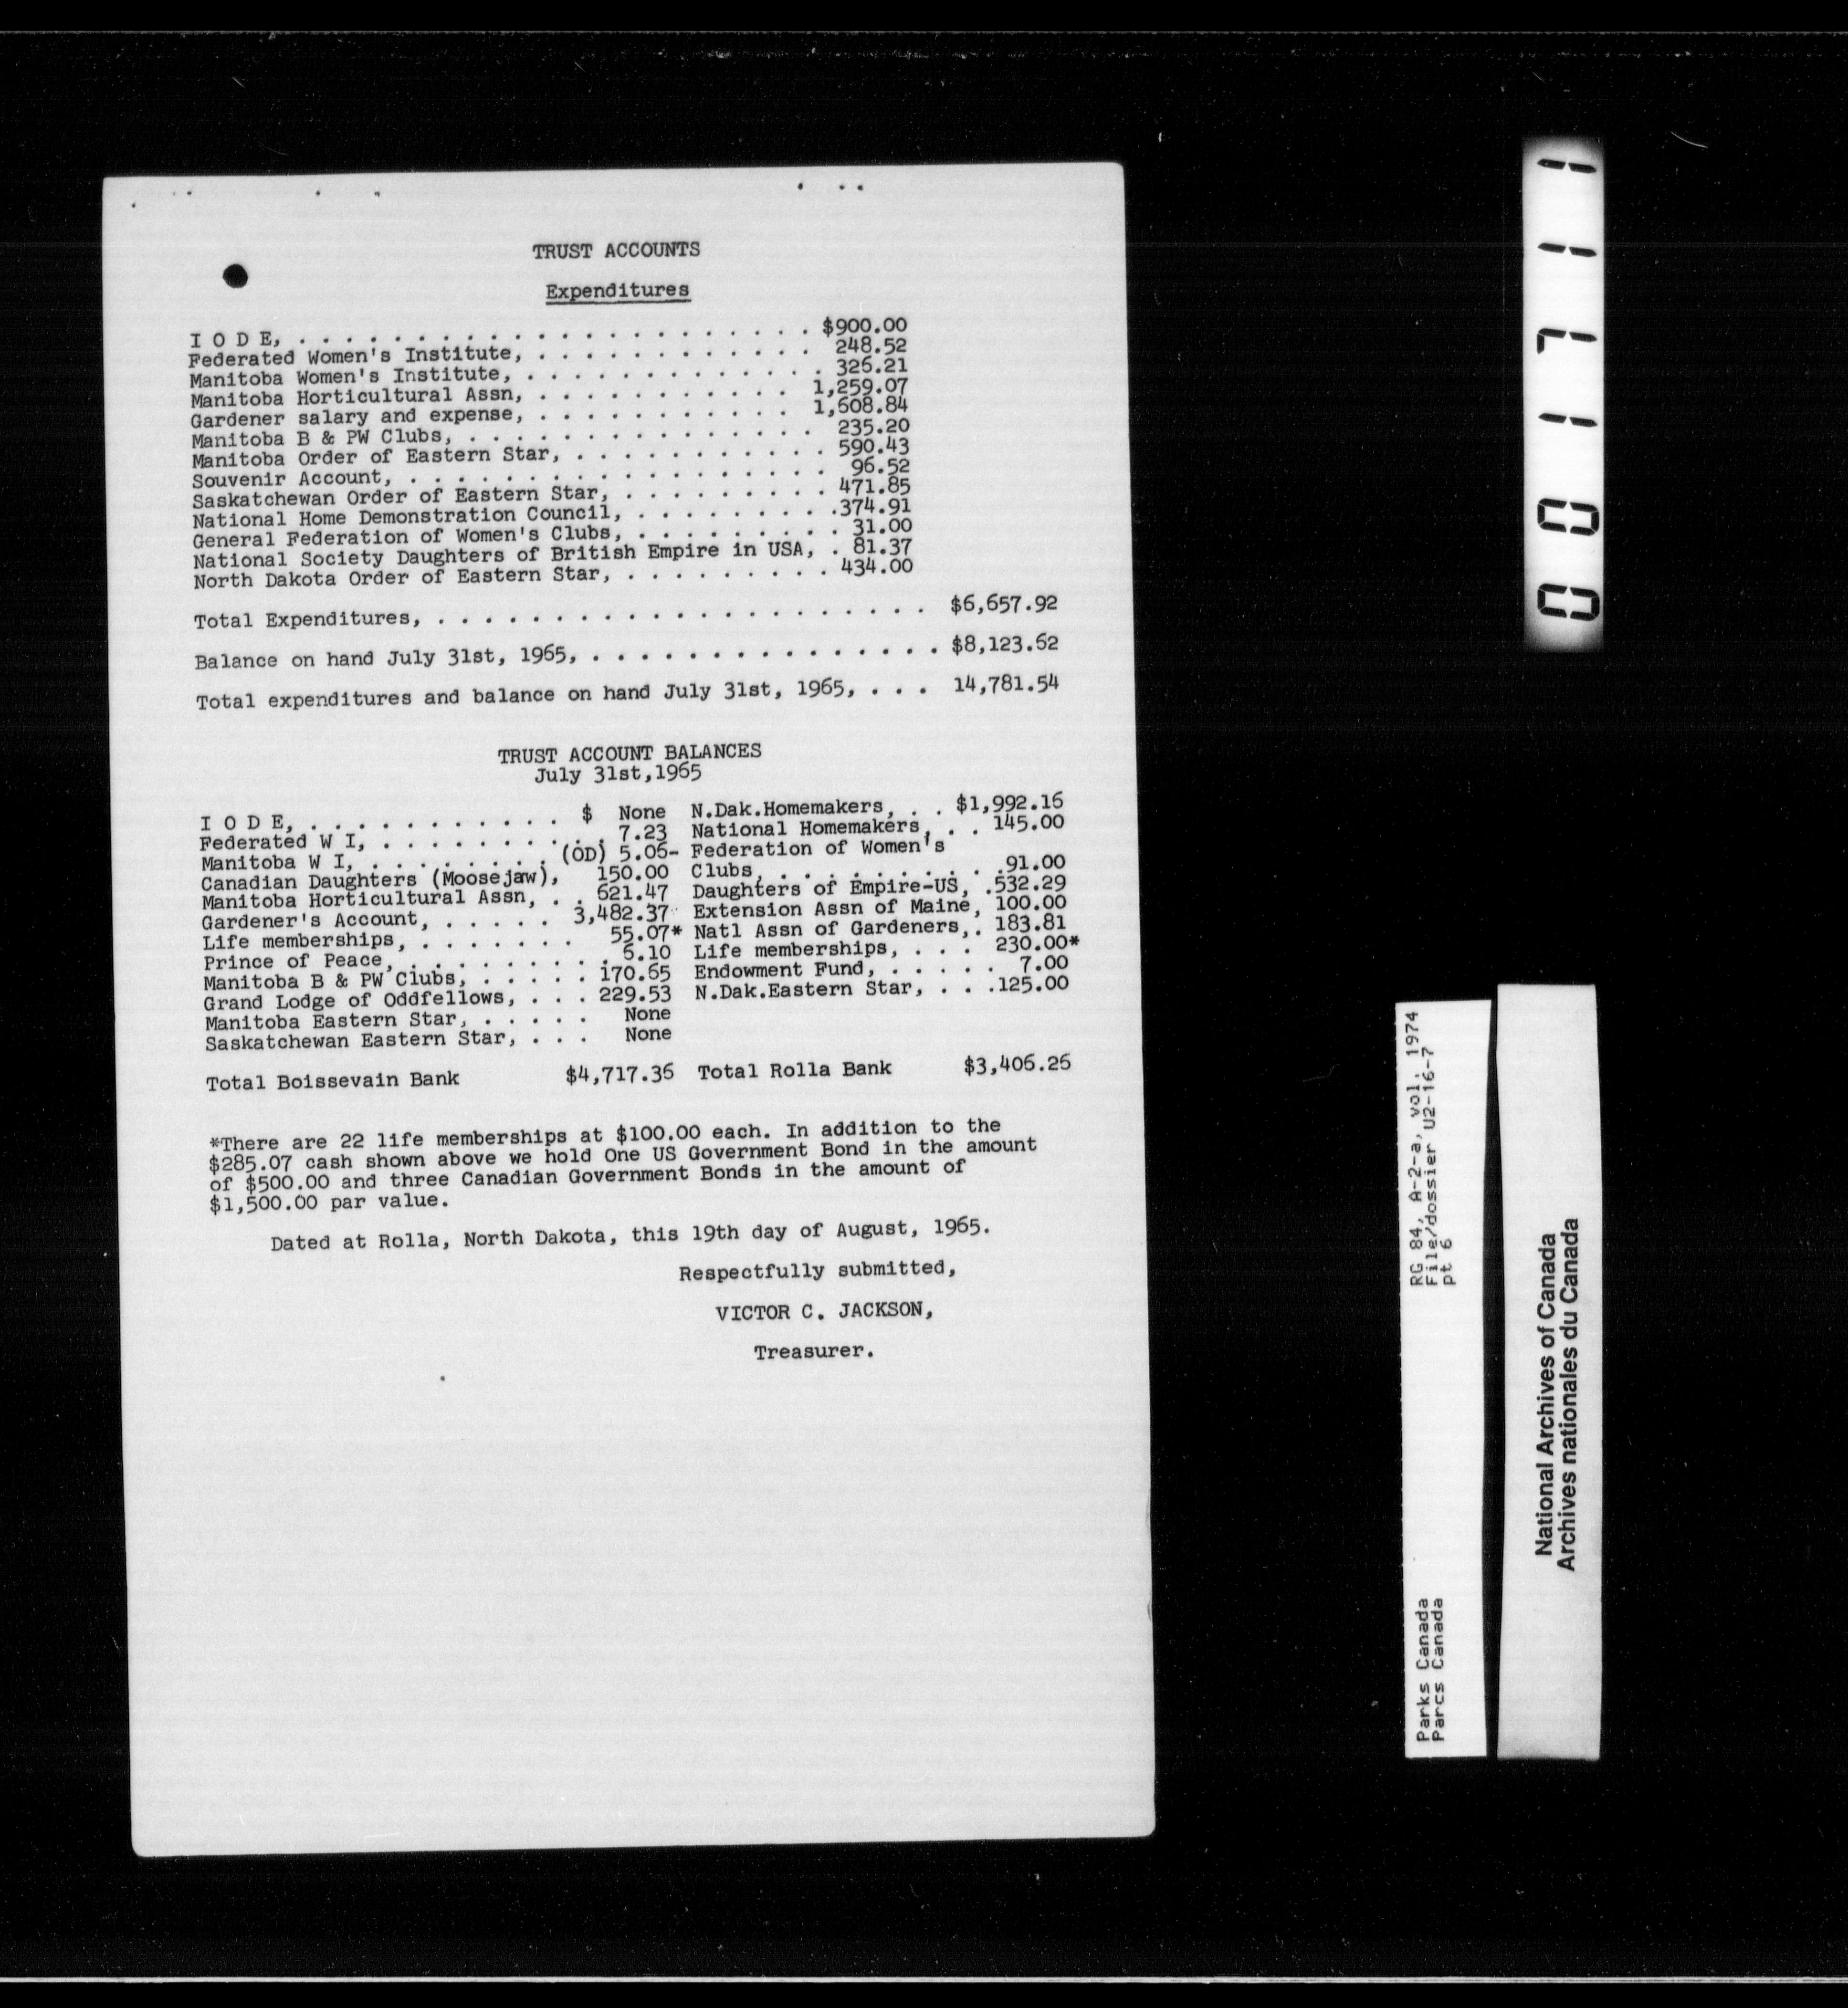 TRUST ACCOUNTS
Expenditures
I O D E, . . . . . . . . . . . . . . . . . . . . . . $900.00
Federated Women's Institute, . . . . . . . . . . . . 248.52
Manitoba Women's Institute, . . . . . . . . . . . . . 326.21
Manitoba Horticultural Assn, . . . . . . . . . . . 1,259.07
Gardener salary and expense, . . . . . . . . . . . 1,608.84
Manitoba B & PW Clubs, . . . . . . . . . . . . . . . 235.20
Manitoba Order of Eastern Star, . . . . . . . . . . . 590.43
Souvenir Account, . . . . . . . . . . . . . . . . . . 96.52
Saskatchewan Order of Eastern Star, . . . . . . . . . 471.85
National Home Demonstration Council, . . . . . . . . .374.91
General Federation of Women's Clubs, . . . . . . . . . 31.00
National Society Daughters of British Empire in USA, . 81.37
North Dakota Order of Eastern Star, . . . . . . . . . 434.00
Total Expenditures, . . . . . . . . . . . . . . . . . . . . . $6,657.92
Balance on hand July 31st, 1965, . . . . . . . . . . . . . . . $8,123.62
Total expenditures and balance on hand July 31st, 1965, . . . 14,781.54
TRUST ACCOUNT BALANCES
July 31st,1965
I O D E, . . . . . . . . . . . $ None N.Dak.Homemakers, . . $1,992.16
Federated W I, . . . . . . . . . . 7.23 National Homemakers, . . 145.00
Manitoba W I, . . . . . . . . (OD) 5.06- Federation of Women's
Canadian Daughters (Moosejaw), 150.00 Clubs, . . . . . . . . . .91.00
Manitoba Horticultural Assn, . . 621.47 Daughters of Empire-US, .532.29
Gardener's Account, . . . . . 3,482.37 Extension Assn of Maine, 100.00
Life memberships, . . . . . . . 55.07* Natl Assn of Gardeners,. 183.81
Prince of Peace, . . . . . . . . . 6.10 Life memberships, . . . 230.00*
Manitoba B & PW Clubs, . . . . . 170.65 Endowment Fund, . . . . . 7.00
Grand Lodge of Oddfellows, . . . 229.53 N.Dak.Eastern Star, . . .125.00
Manitoba Eastern Star, . . . . . None
Saskatchewan Eastern Star, . . . None
Total Boissevain Bank $4,717.36 Total Rolla Bank $3,406.26
*There are 22 life memberships at $100.00 each. In addition to the
$285.07 cash shown above we hold One US Government Bond in the amount
of $500.00 and three Canadian Government Bonds in the amount of
$1,500.00 par value.
Dated at Rolla, North Dakota, this 19th day of August, 1965.
Respectfully submitted,
VICTOR C. JACKSON,
Treasurer.
001711
RG 84, A-2-a, vol. 1974
File/dossier U2-16-7
pt 6
Parks Canada
Parcs Canada
National Archives of Canada
Archives nationales du Canada